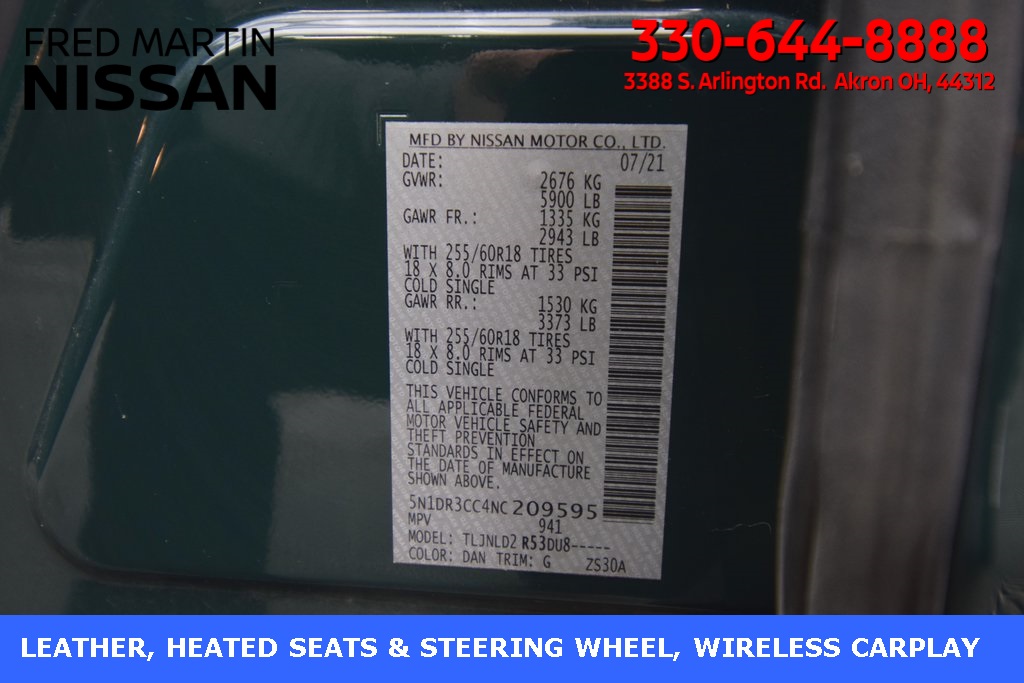 FRED MARTIN
NISSAN
330-644-8888
3388 S. Arlington Rd. Akron OH, 44312
MFD BY NISSAN MOTOR CO., LTD.
DATE: 07/21
GVWR: 2676 KG
5900 LB
GAWR FR.: 1335 KG
2943 LB
WITH 255/60R18 TIRES
18 X 8.0 RIMS AT 33 PSI
COLD SINGLE
GAWR RR.: 1530 KG
3373 LB
WITH 255/60R18 TIRES
18 X 8.0 RIMS AT 33 PSI
COLD SINGLE
THIS VEHICLE CONFORMS TO
ALL APPLICABLE FEDERAL
MOTOR VEHICLE SAFETY AND
THEFT PREVENTION
STANDARDS IN EFFECT ON
THE DATE OF MANUFACTURE
SHOWN ABOVE.
5N1DR3CC4NC209595
MPV 941
MODEL: TLJNLD2 R53DU8-----
COLOR: DAN TRIM: G ZS30A
LEATHER, HEATED SEATS & STEERING WHEEL, WIRELESS CARPLAY